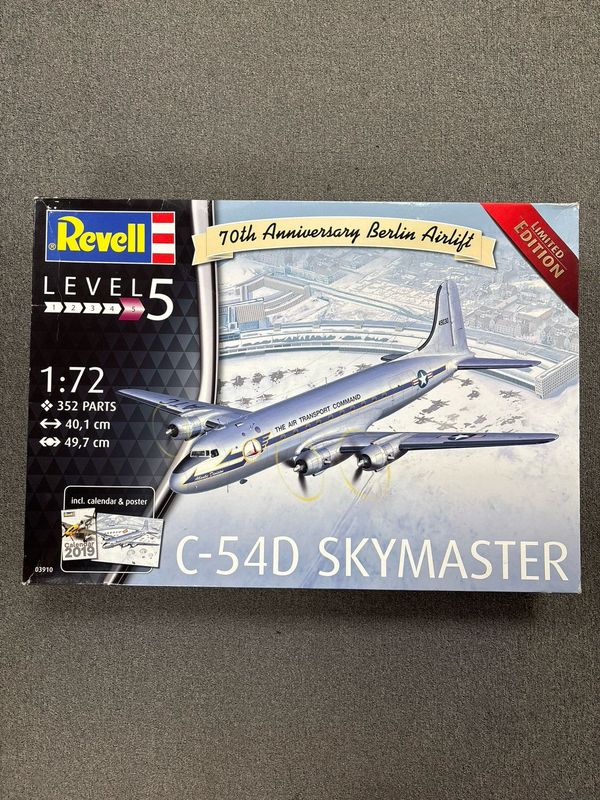 Revell
70th Anniversary Berlin Airlift
LIMITED
EDITION
LEVEL 5
1 2 3 4 5
1:72
352 PARTS
40,1 cm
49,7 cm
THE AIR TRANSPORT COMMAND
incl. calendar & poster
Calendar
2019
03910
C-54D SKYMASTER